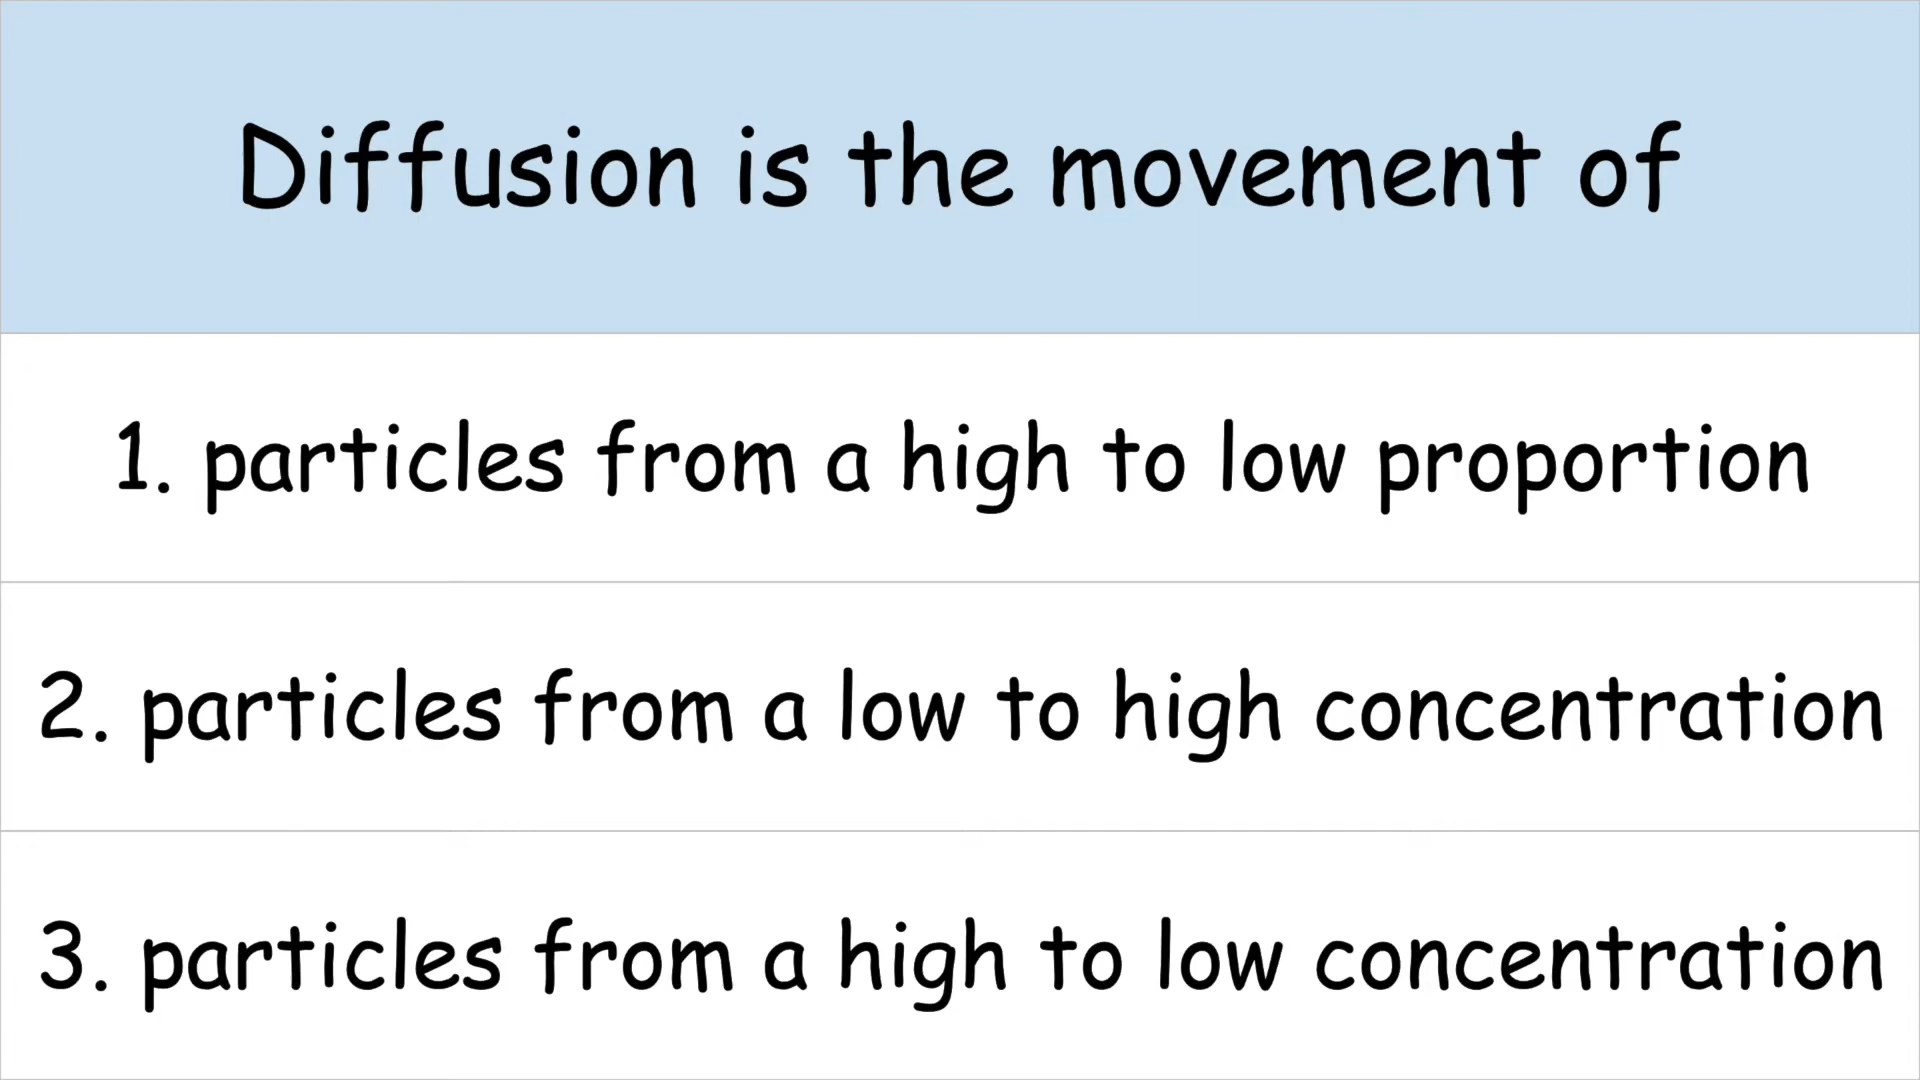 Diffusion is the movement of
1. particles from a high to low proportion
2. particles from a low to high concentration
3. particles from a high to low concentration